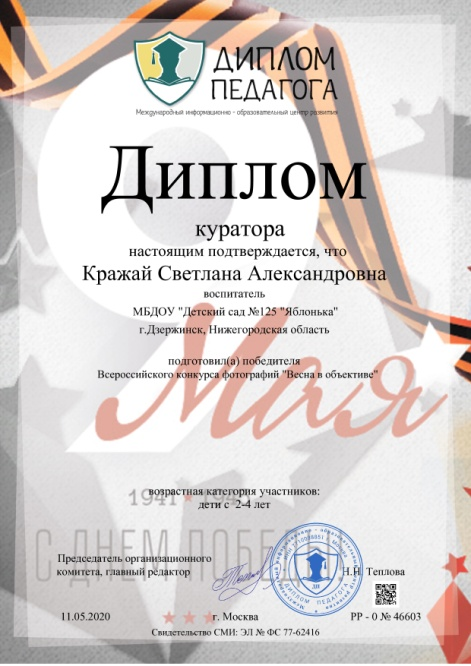 ДИПЛОМ
ПЕДАГОГА
Международный информационно - образовательный центр развития
Диплом
куратора
настоящим подтверждается, что
Кражай Светлана Александровна
воспитатель
МБДОУ "Детский сад №125 "Яблонька"
г.Дзержинск, Нижегородская область
подготовил(а) победителя
Всероссийского конкурса фотографий "Весна в объективе"
9 Мая
1941 1945
возрастная категория участников:
дети с 2-4 лет
С ДНЕМ ПОБЕДЫ
Председатель организационного
комитета, главный редактор
Н.Н. Теплова
11.05.2020
г. Москва
РР - 0 № 46603
Свидетельство СМИ: ЭЛ № ФС 77-62416